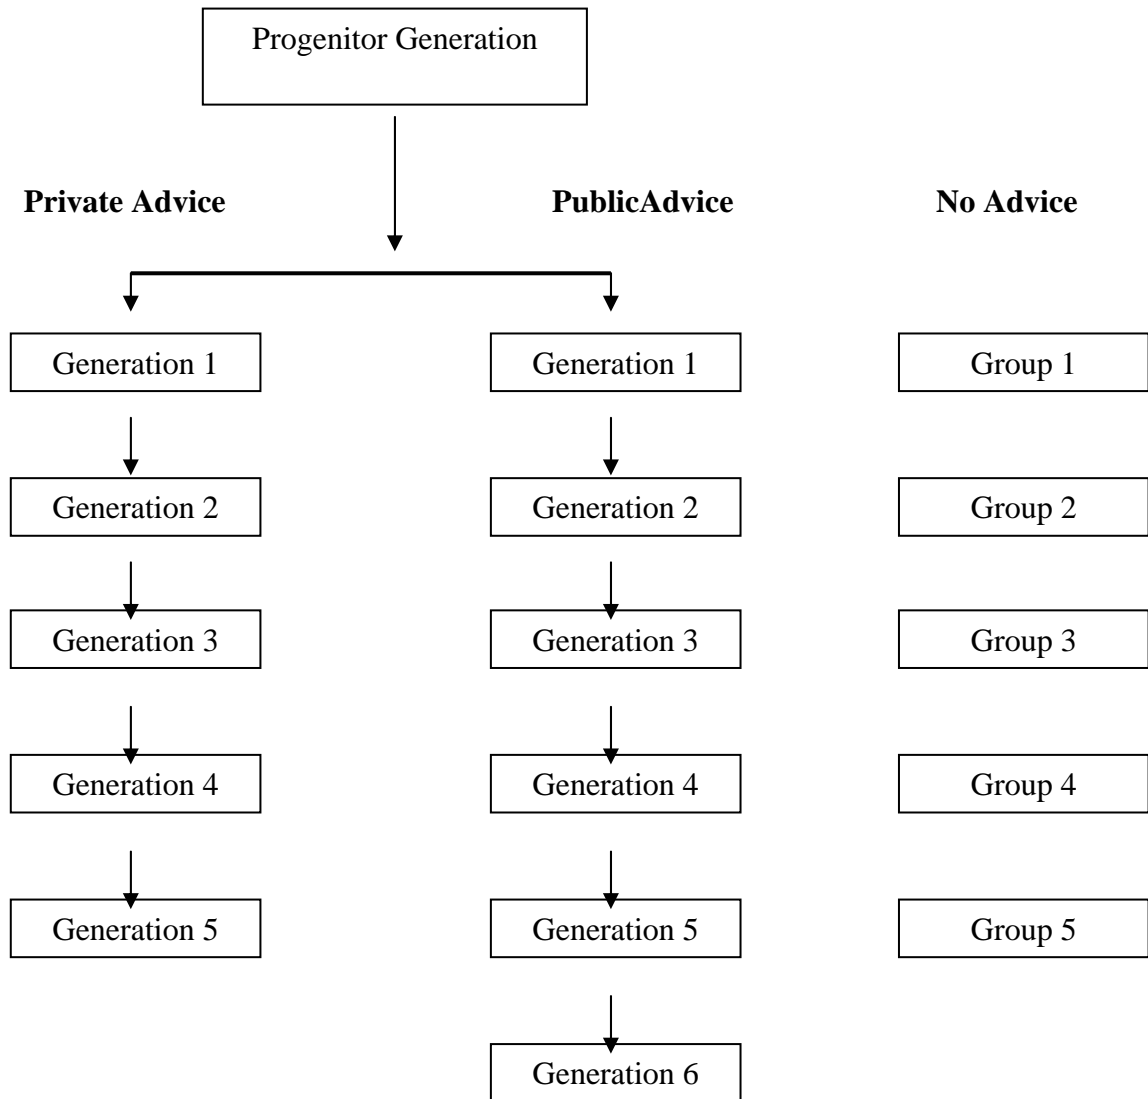 Progenitor Generation
Private Advice
PublicAdvice
No Advice
Generation 1
Generation 1
Group 1
Generation 2
Generation 2
Group 2
Generation 3
Generation 3
Group 3
Generation 4
Generation 4
Group 4
Generation 5
Generation 5
Group 5
Generation 6